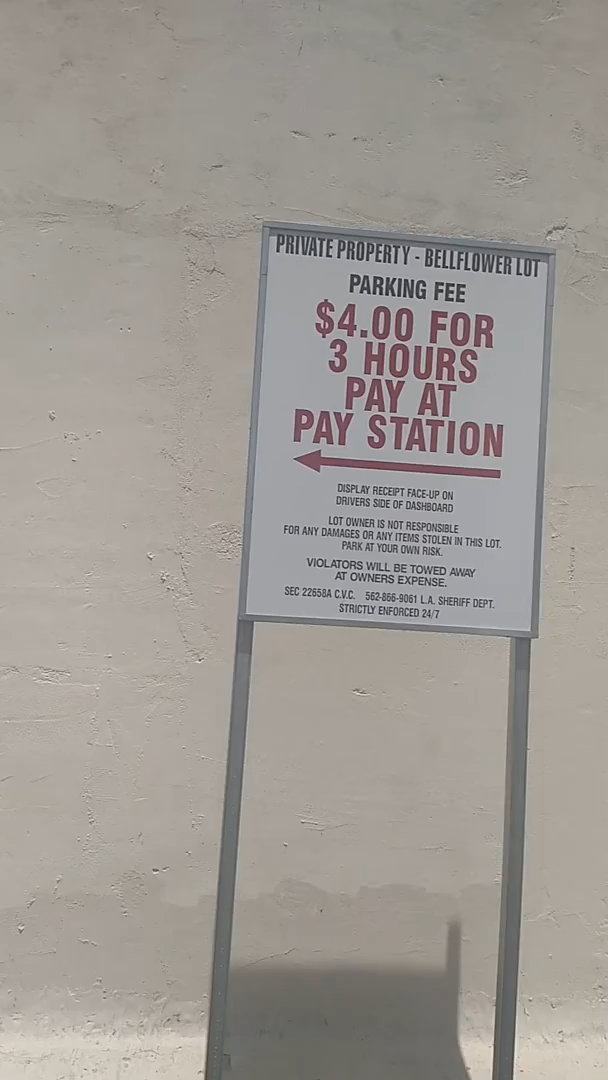 PRIVATE PROPERTY - BELLFLOWER LOT
PARKING FEE
$4.00 FOR
3 HOURS
PAY AT
PAY STATION
DISPLAY RECEIPT FACE-UP ON
DRIVERS SIDE OF DASHBOARD
LOT OWNER IS NOT RESPONSIBLE
FOR ANY DAMAGES OR ANY ITEMS STOLEN IN THIS LOT.
PARK AT YOUR OWN RISK.
VIOLATORS WILL BE TOWED AWAY
AT OWNERS EXPENSE.
SEC 22658A C.V.C. 562-866-9061 L.A. SHERIFF DEPT.
STRICTLY ENFORCED 24/7